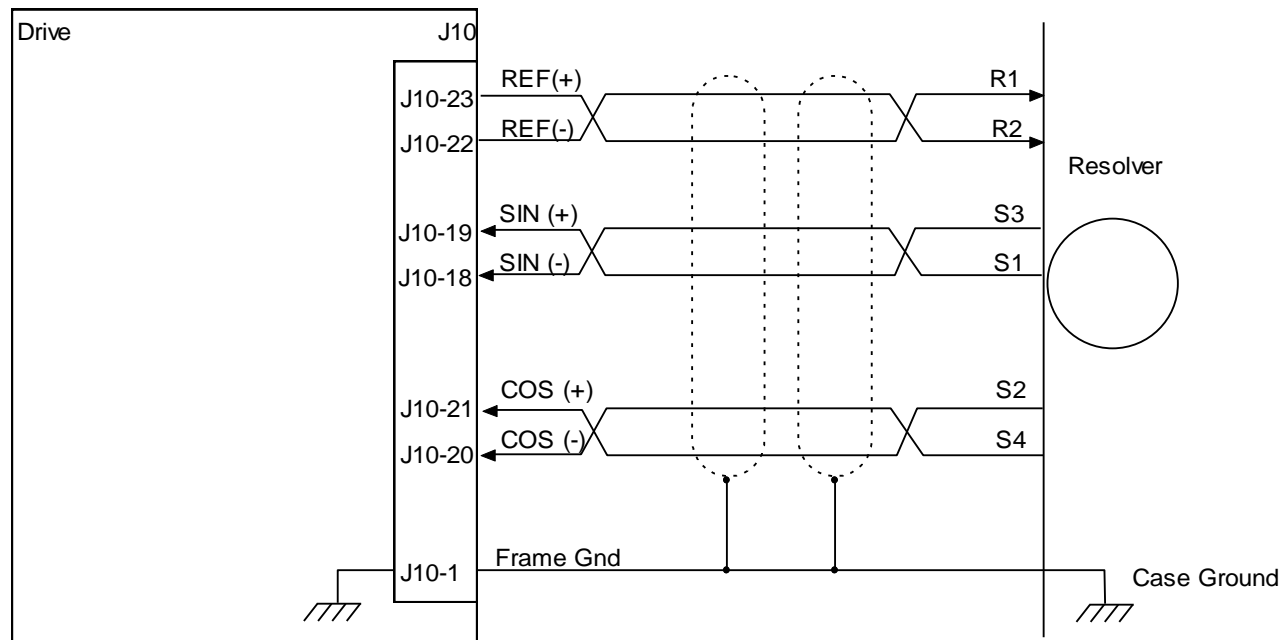 Drive
J10
J10-23
REF(+)
R1
J10-22
REF(-)
R2
Resolver
J10-19
SIN (+)
S3
J10-18
SIN (-)
S1
J10-21
COS (+)
S2
J10-20
COS (-)
S4
J10-1
Frame Gnd
Case Ground